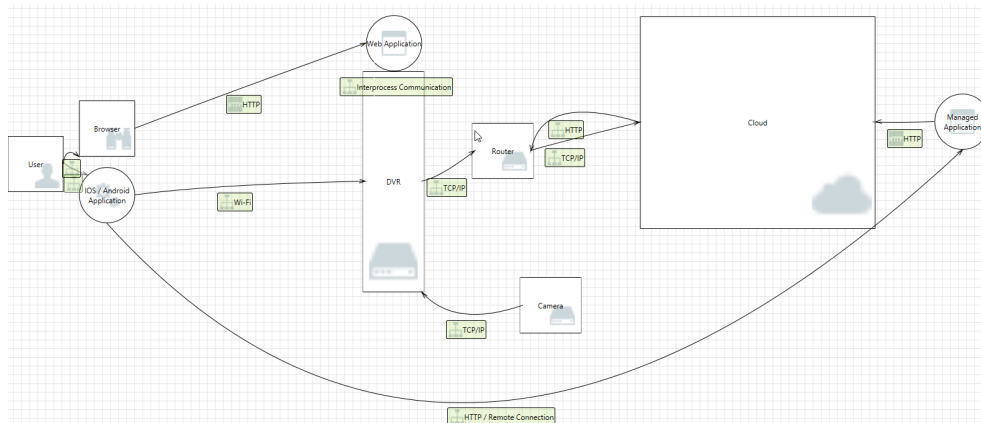 Web Application
Interprocess Communication
HTTP
Browser
User
IOS / Android
Application
Wi-Fi
DVR
TCP/IP
Router
HTTP
TCP/IP
Cloud
HTTP
Managed
Application
Camera
TCP/IP
HTTP / Remote Connection